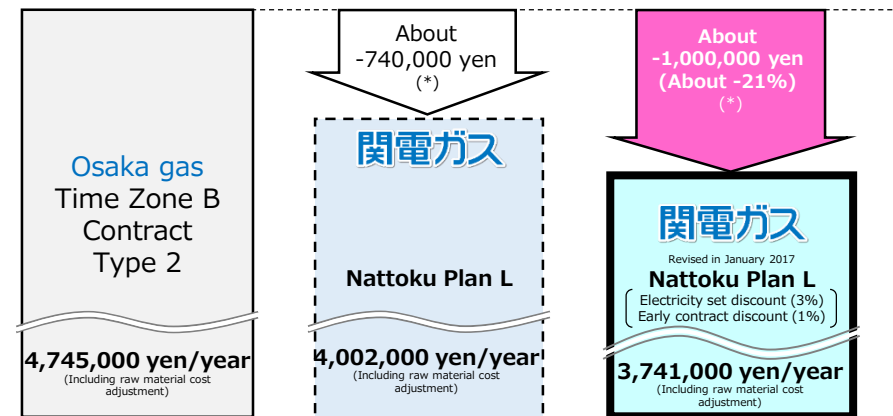 Osaka gas
Time Zone B
Contract
Type 2
4,745,000 yen/year
(Including raw material cost
adjustment)
About
-740,000 yen
(*)
関電ガス
Nattoku Plan L
4,002,000 yen/year
(Including raw material cost
adjustment)
About
-1,000,000 yen
(About -21%)
(*)
関電ガス
Revised in January 2017
Nattoku Plan L
Electricity set discount (3%)
Early contract discount (1%)
3,741,000 yen/year
(Including raw material cost
adjustment)